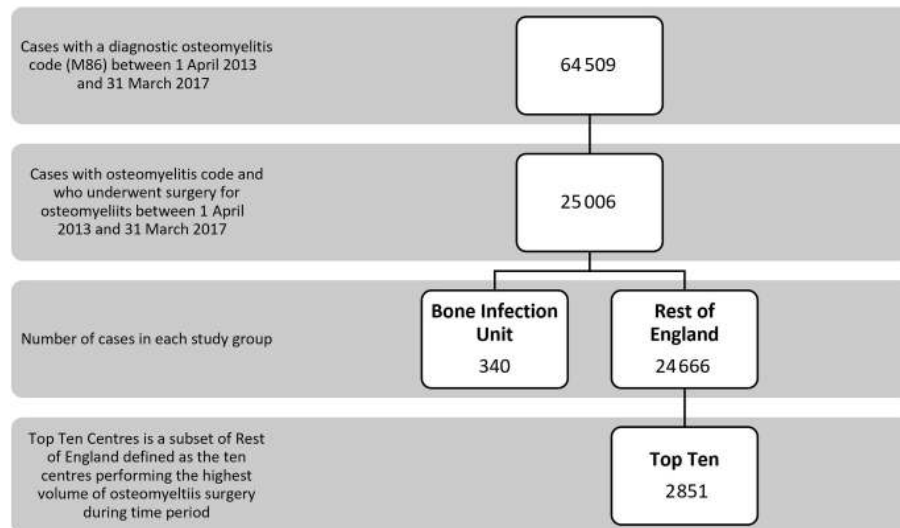 Cases with a diagnostic osteomyelitis
code (M86) between 1 April 2013
and 31 March 2017
64 509
Cases with osteomyelitis code and
who underwent surgery for
osteomyeliits between 1 April
2013 and 31 March 2017
25 006
Number of cases in each study group
Bone Infection
Unit
340
Rest of
England
24 666
Top Ten Centres is a subset of Rest
of England defined as the ten
centres performing the highest
volume of osteomyeltiis surgery
during time period
Top Ten
2851